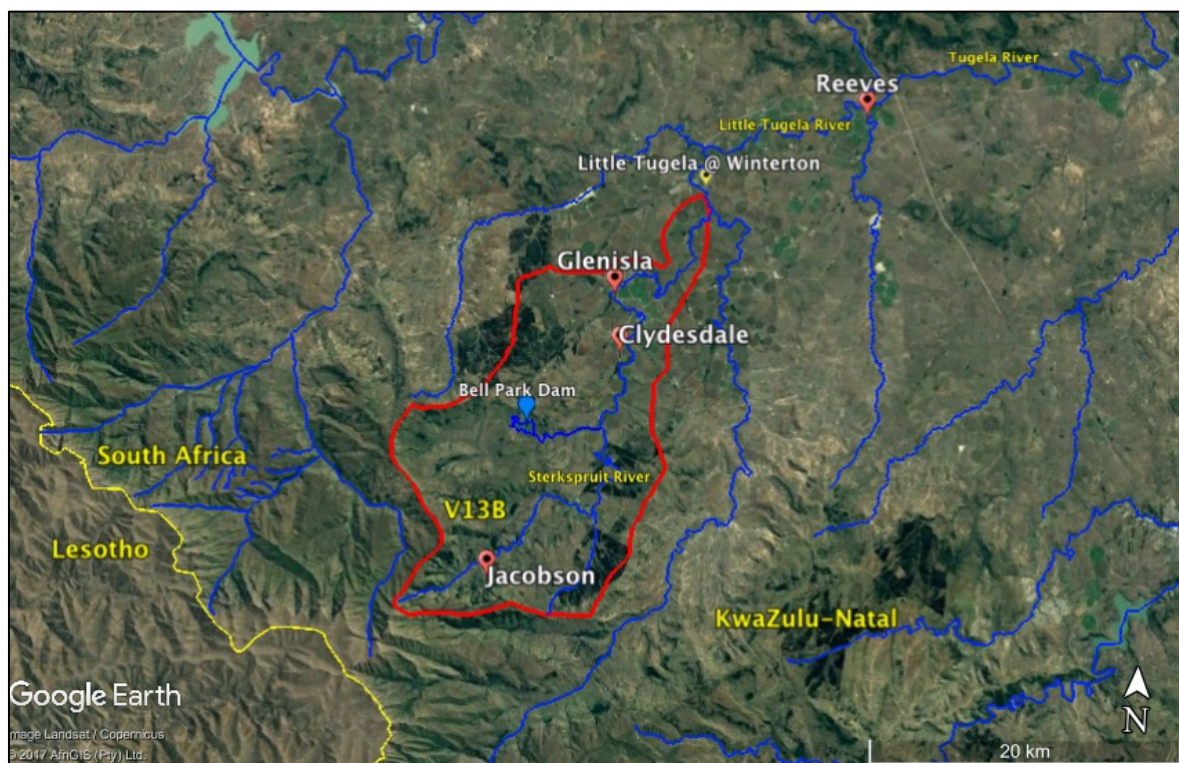 Tugela River
Reeves
Little Tugela River
Little Tugela @ Winterton
Glenisla
Clydesdale
Bell Park Dam
South Africa
Sterkspruit River
V13B
Lesotho
Jacobson
KwaZulu-Natal
Google Earth
Image Landsat / Copernicus
© 2017 AfriGIS (Pty) Ltd.
N
20 km